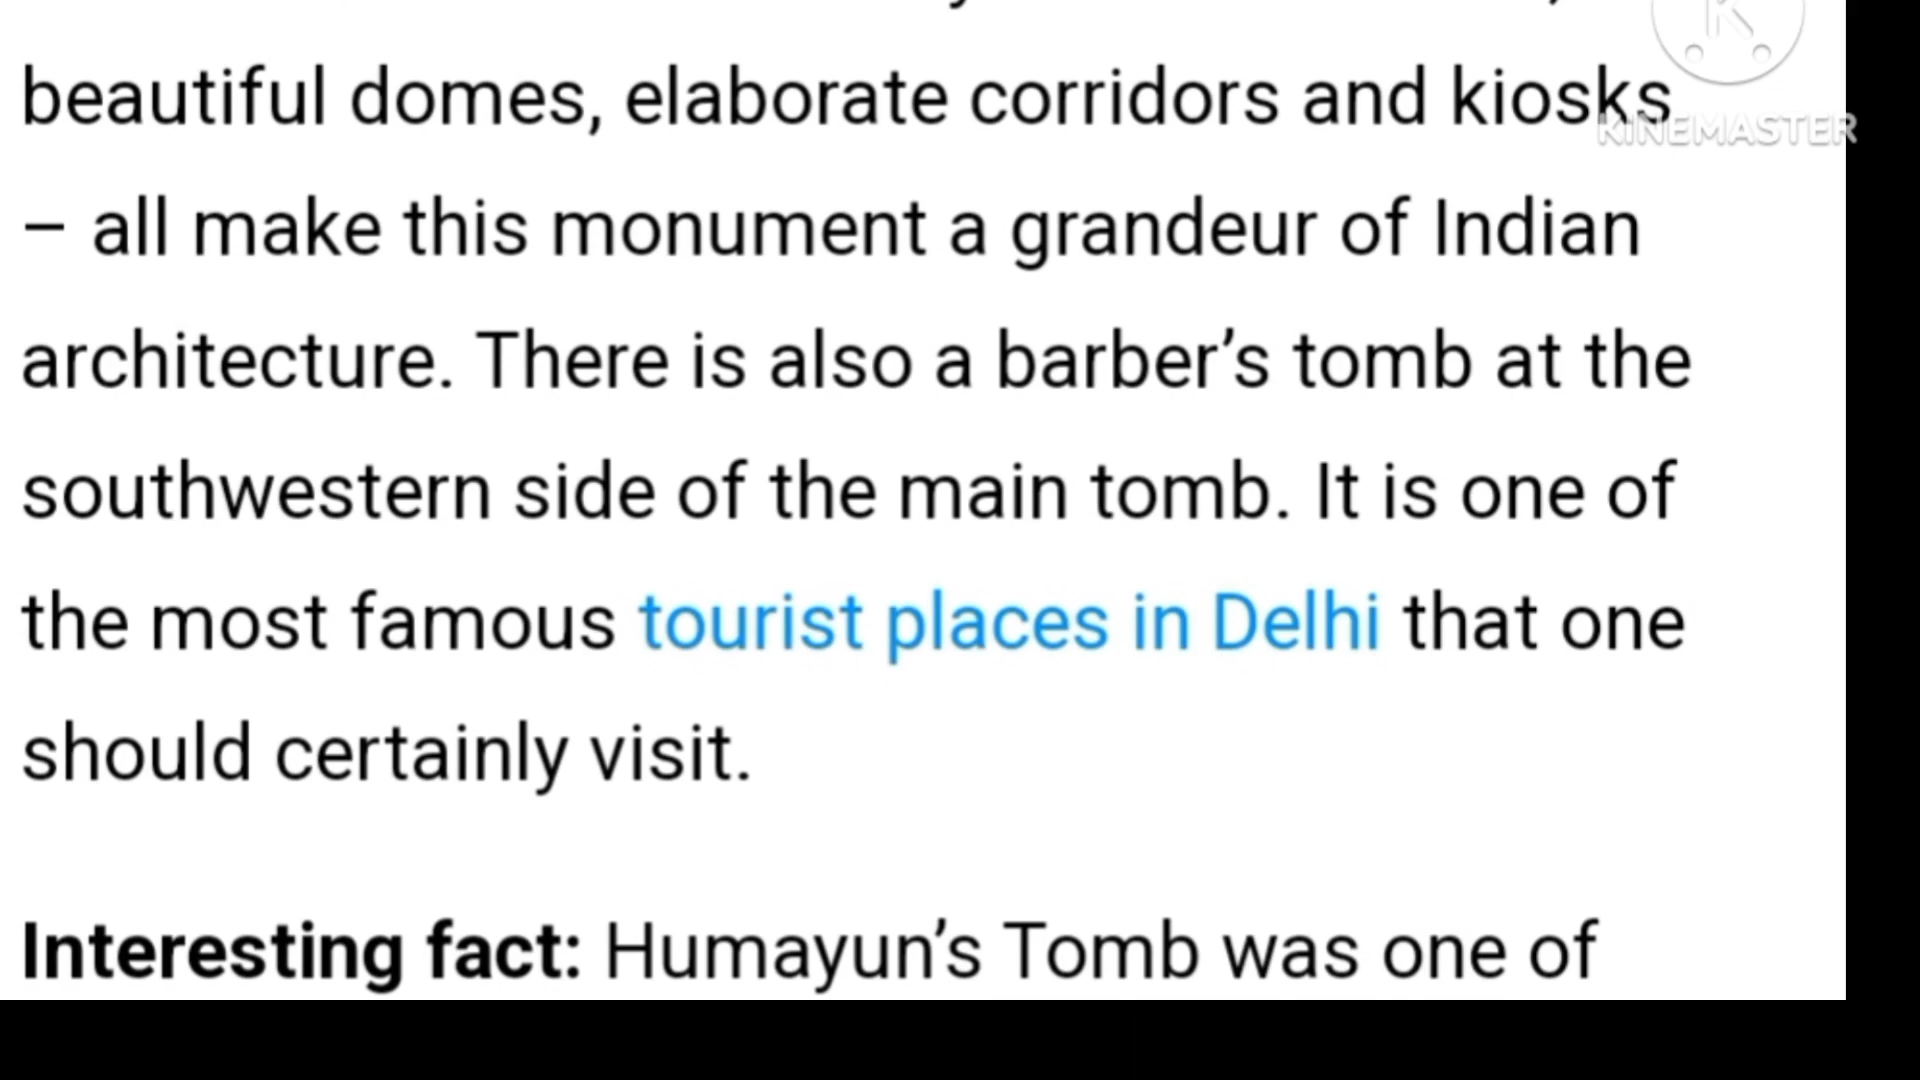 beautiful domes, elaborate corridors and kiosks
– all make this monument a grandeur of Indian
architecture. There is also a barber’s tomb at the
southwestern side of the main tomb. It is one of
the most famous tourist places in Delhi that one
should certainly visit.
Interesting fact: Humayun’s Tomb was one of
K
KINEMASTER